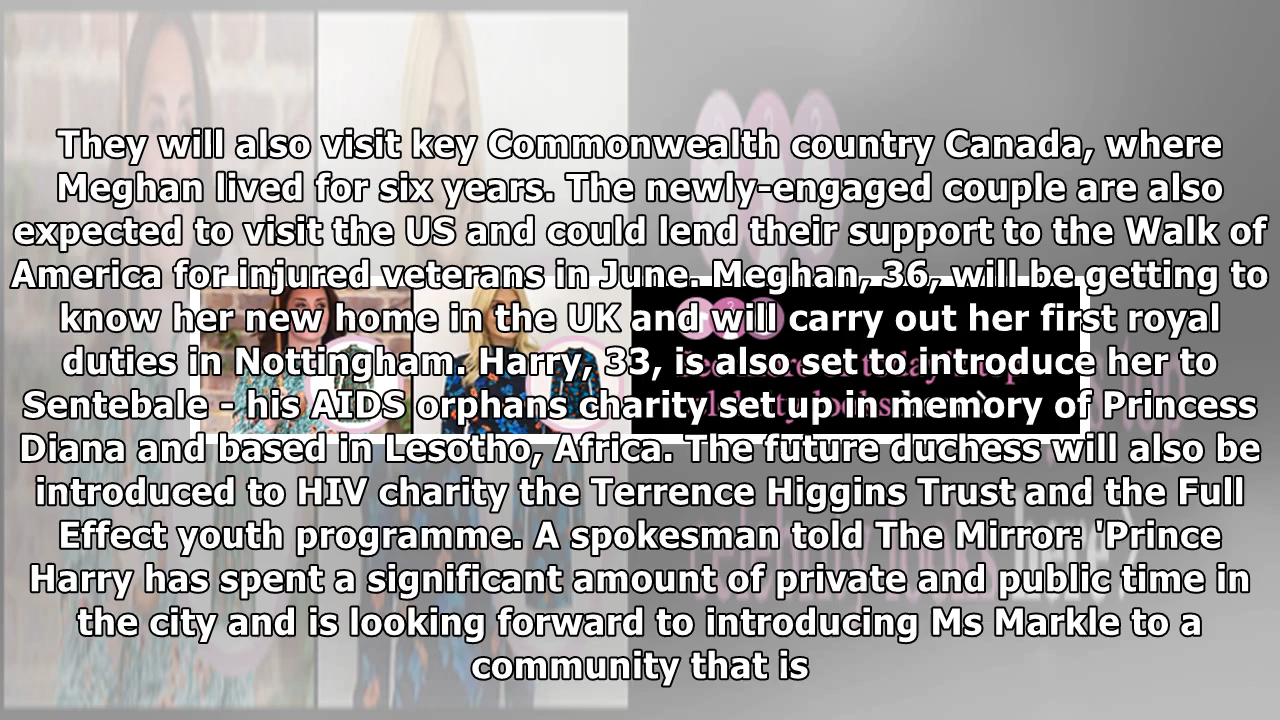 They will also visit key Commonwealth country Canada, where
Meghan lived for six years. The newly-engaged couple are also
expected to visit the US and could lend their support to the Walk of
America for injured veterans in June. Meghan, 36, will be getting to
know her new home in the UK and will carry out her first royal
duties in Nottingham. Harry, 33, is also set to introduce her to
Sentebale - his AIDS orphans charity set up in memory of Princess
Diana and based in Lesotho, Africa. The future duchess will also be
introduced to HIV charity the Terrence Higgins Trust and the Full
Effect youth programme. A spokesman told The Mirror: 'Prince
Harry has spent a significant amount of private and public time in
the city and is looking forward to introducing Ms Markle to a
community that is